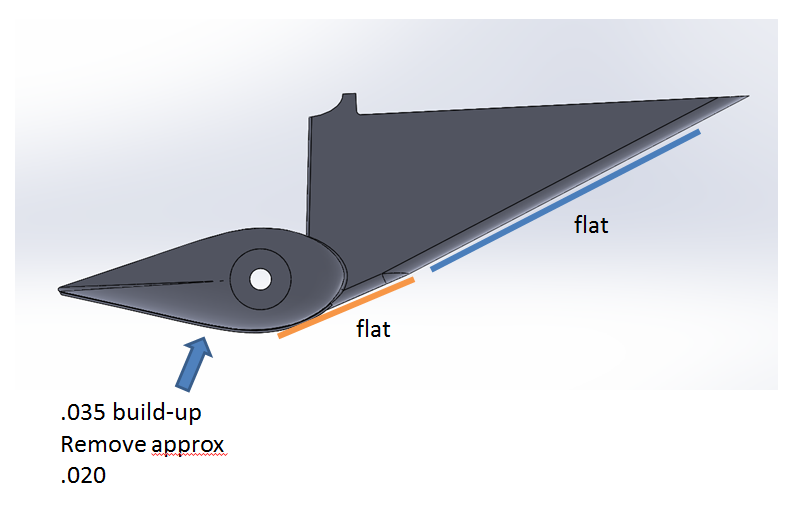 flat
flat
.035 build-up
Remove approx
.020